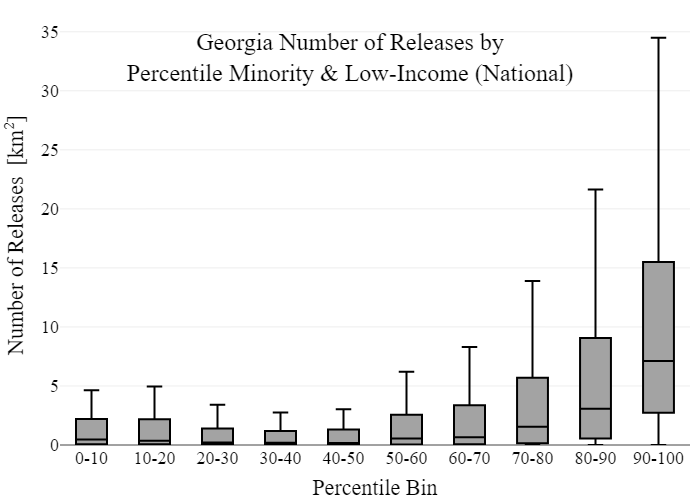 Georgia Number of Releases by
Percentile Minority & Low-Income (National)
Number of Releases [km²]
35
30
25
20
15
10
5
0
0-10 10-20 20-30 30-40 40-50 50-60 60-70 70-80 80-90 90-100
Percentile Bin